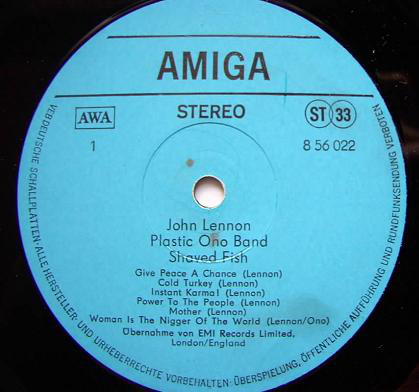 AMIGA
AWA
STEREO
ST 33
1
8 56 022
John Lennon
Plastic Ono Band
Shaved Fish
Give Peace A Chance (Lennon)
Cold Turkey (Lennon)
Instant Karma! (Lennon)
Power To The People (Lennon)
Mother (Lennon)
Woman Is The Nigger Of The World (Lennon/Ono)
Übernahme von EMI Records Limited,
London/England
VEB DEUTSCHE SCHALLPLATTEN · ALLE HERSTELLER- UND URHEBERRECHTE VORBEHALTEN · ÜBERSPIELUNG, ÖFFENTLICHE AUFFÜHRUNG UND RUNDFUNKSENDUNG VERBOTEN